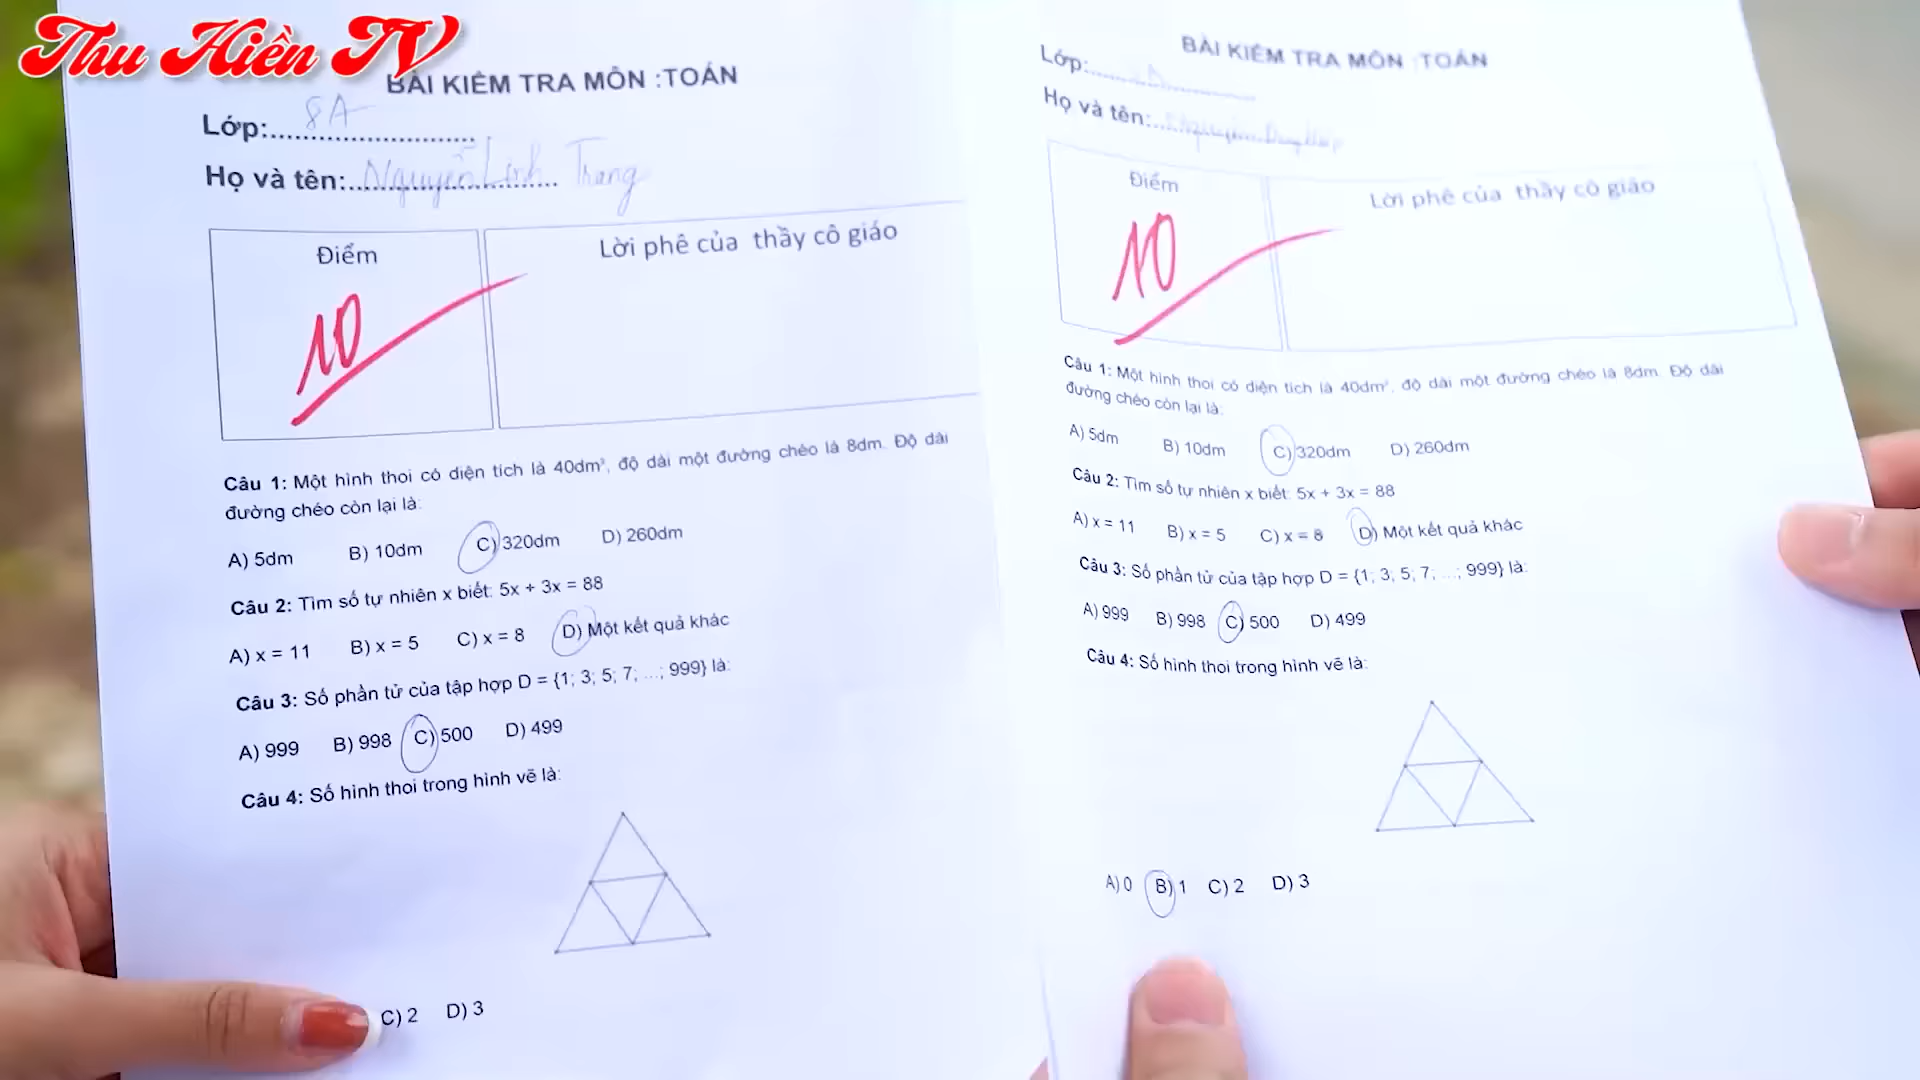 Thu Hiền TV
BÀI KIỂM TRA MÔN :TOÁN
Lớp:.......8A.......
Họ và tên:...Nguyễn Linh Trang
Điểm
Lời phê của thầy cô giáo
10
Câu 1: Một hình thoi có diện tích là 40dm², độ dài một đường chéo là 8dm. Độ dài
đường chéo còn lại là:
A) 5dm B) 10dm C) 320dm D) 260dm
Câu 2: Tìm số tự nhiên x biết: 5x + 3x = 88
A) x = 11 B) x = 5 C) x = 8 D) Một kết quả khác
Câu 3: Số phần tử của tập hợp D = {1; 3; 5; 7; ...; 999} là:
A) 999 B) 998 C) 500 D) 499
Câu 4: Số hình thoi trong hình vẽ là:
C) 2 D) 3
BÀI KIỂM TRA MÔN :TOÁN
Lớp:
Họ và tên:
Điểm
Lời phê của thầy cô giáo
10
Câu 1: Một hình thoi có diện tích là 40dm², độ dài một đường chéo là 8dm. Độ dài
đường chéo còn lại là:
A) 5dm B) 10dm C) 320dm D) 260dm
Câu 2: Tìm số tự nhiên x biết: 5x + 3x = 88
A) x = 11 B) x = 5 C) x = 8 D) Một kết quả khác
Câu 3: Số phần tử của tập hợp D = {1; 3; 5; 7; ...; 999} là:
A) 999 B) 998 C) 500 D) 499
Câu 4: Số hình thoi trong hình vẽ là:
A) 0 B) 1 C) 2 D) 3